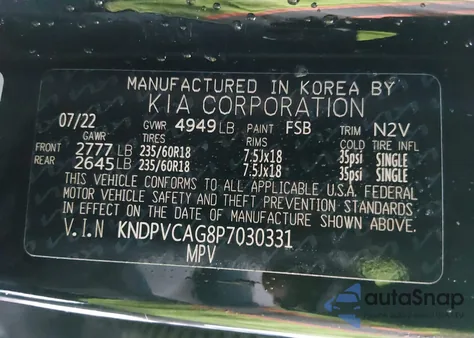 MANUFACTURED IN KOREA BY
KIA CORPORATION
07/22 GVWR 4949 LB PAINT FSB TRIM N2V
GAWR TIRES RIMS COLD TIRE INFL
FRONT 2777 LB 235/60R18 7.5Jx18 35psi SINGLE
REAR 2645 LB 235/60R18 7.5Jx18 35psi SINGLE
THIS VEHICLE CONFORMS TO ALL APPLICABLE U.S.A. FEDERAL
MOTOR VEHICLE SAFETY AND THEFT PREVENTION STANDARDS
IN EFFECT ON THE DATE OF MANUFACTURE SHOWN ABOVE.
V.I.N KNDPVCAG8P7030331
MPV
autoSnap